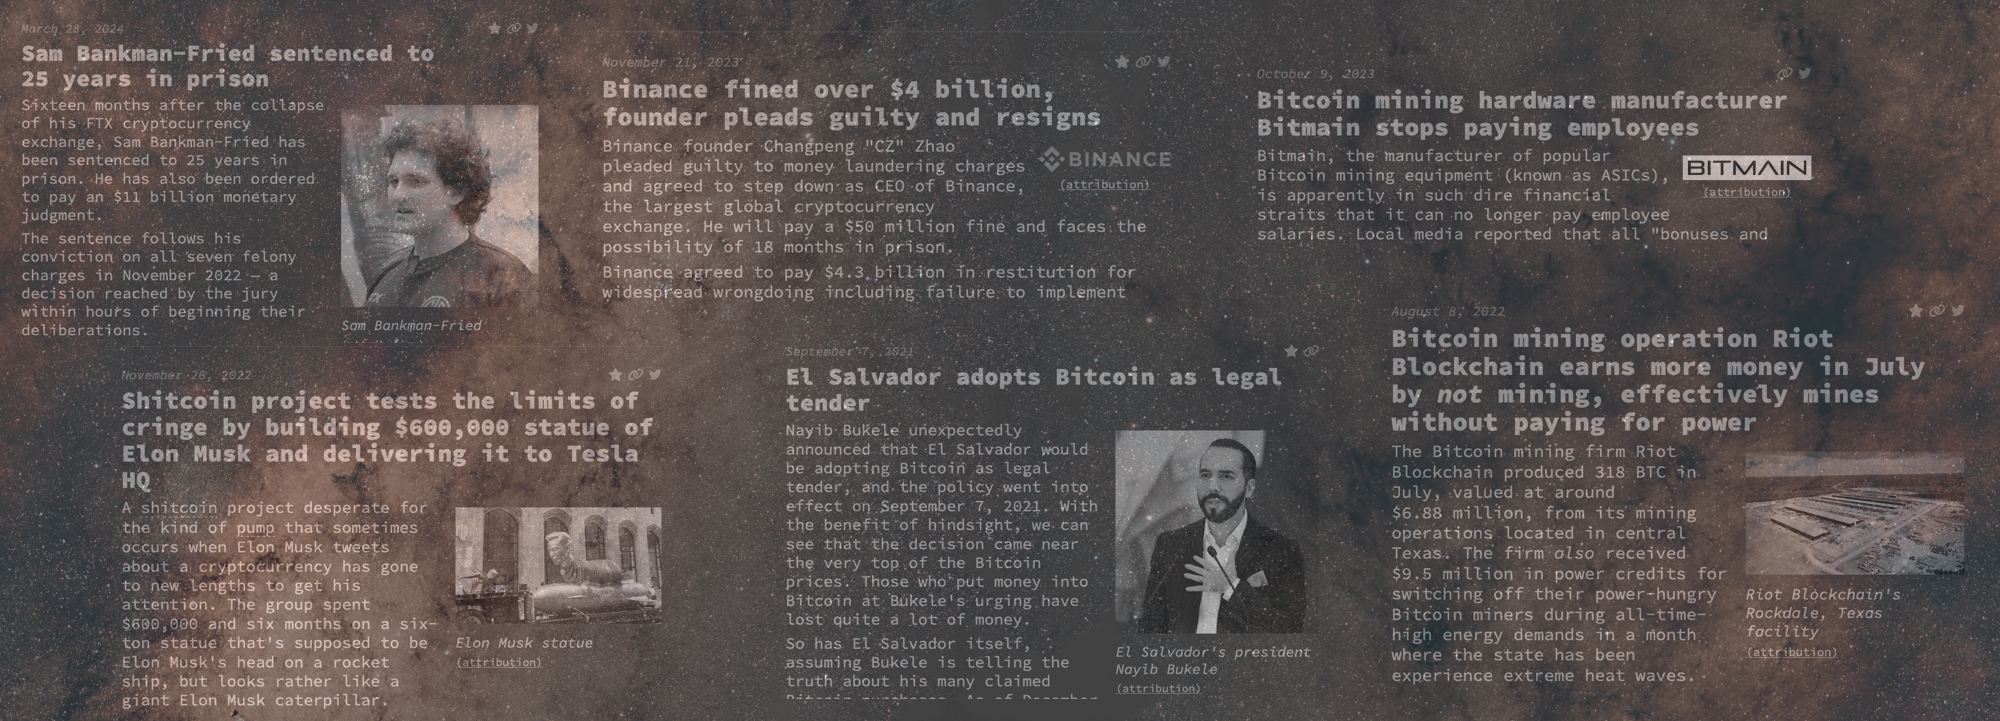 March 28, 2024
Sam Bankman-Fried sentenced to
25 years in prison
Sixteen months after the collapse
of his FTX cryptocurrency
exchange, Sam Bankman-Fried has
been sentenced to 25 years in
prison. He has also been ordered
to pay an $11 billion monetary
judgment.
The sentence follows his
conviction on all seven felony
charges in November 2022 — a
decision reached by the jury
within hours of beginning their
deliberations.
Sam Bankman-Fried
November 21, 2023
Binance fined over $4 billion,
founder pleads guilty and resigns
Binance founder Changpeng "CZ" Zhao
pleaded guilty to money laundering charges
and agreed to step down as CEO of Binance,
the largest global cryptocurrency
exchange. He will pay a $50 million fine and faces the
possibility of 18 months in prison.
Binance agreed to pay $4.3 billion in restitution for
widespread wrongdoing including failure to implement
BINANCE
(attribution)
October 9, 2023
Bitcoin mining hardware manufacturer
Bitmain stops paying employees
Bitmain, the manufacturer of popular
Bitcoin mining equipment (known as ASICs),
is apparently in such dire financial
straits that it can no longer pay employee
salaries. Local media reported that all "bonuses and
BITMAIN
(attribution)
November 26, 2022
Shitcoin project tests the limits of
cringe by building $600,000 statue of
Elon Musk and delivering it to Tesla
HQ
A shitcoin project desperate for
the kind of pump that sometimes
occurs when Elon Musk tweets
about a cryptocurrency has gone
to new lengths to get his
attention. The group spent
$600,000 and six months on a six-
ton statue that's supposed to be
Elon Musk's head on a rocket
ship, but looks rather like a
giant Elon Musk caterpillar.
Elon Musk statue
(attribution)
September 7, 2021
El Salvador adopts Bitcoin as legal
tender
Nayib Bukele unexpectedly
announced that El Salvador would
be adopting Bitcoin as legal
tender, and the policy went into
effect on September 7, 2021. With
the benefit of hindsight, we can
see that the decision came near
the very top of the Bitcoin
prices. Those who put money into
Bitcoin at Bukele's urging have
lost quite a lot of money.
So has El Salvador itself,
assuming Bukele is telling the
truth about his many claimed
Bitcoin purchases. As of December
El Salvador's president
Nayib Bukele
(attribution)
August 8, 2022
Bitcoin mining operation Riot
Blockchain earns more money in July
by not mining, effectively mines
without paying for power
The Bitcoin mining firm Riot
Blockchain produced 318 BTC in
July, valued at around
$6.88 million, from its mining
operations located in central
Texas. The firm also received
$9.5 million in power credits for
switching off their power-hungry
Bitcoin miners during all-time-
high energy demands in a month
where the state has been
experience extreme heat waves.
Riot Blockchain's
Rockdale, Texas
facility
(attribution)